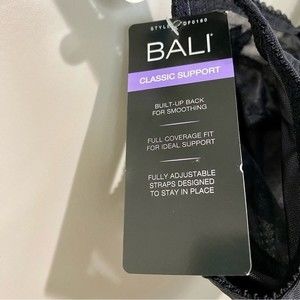 STYLE DF0180
BALI
CLASSIC SUPPORT
BUILT-UP BACK
FOR SMOOTHING
FULL COVERAGE FIT
FOR IDEAL SUPPORT
FULLY ADJUSTABLE
STRAPS DESIGNED
TO STAY IN PLACE